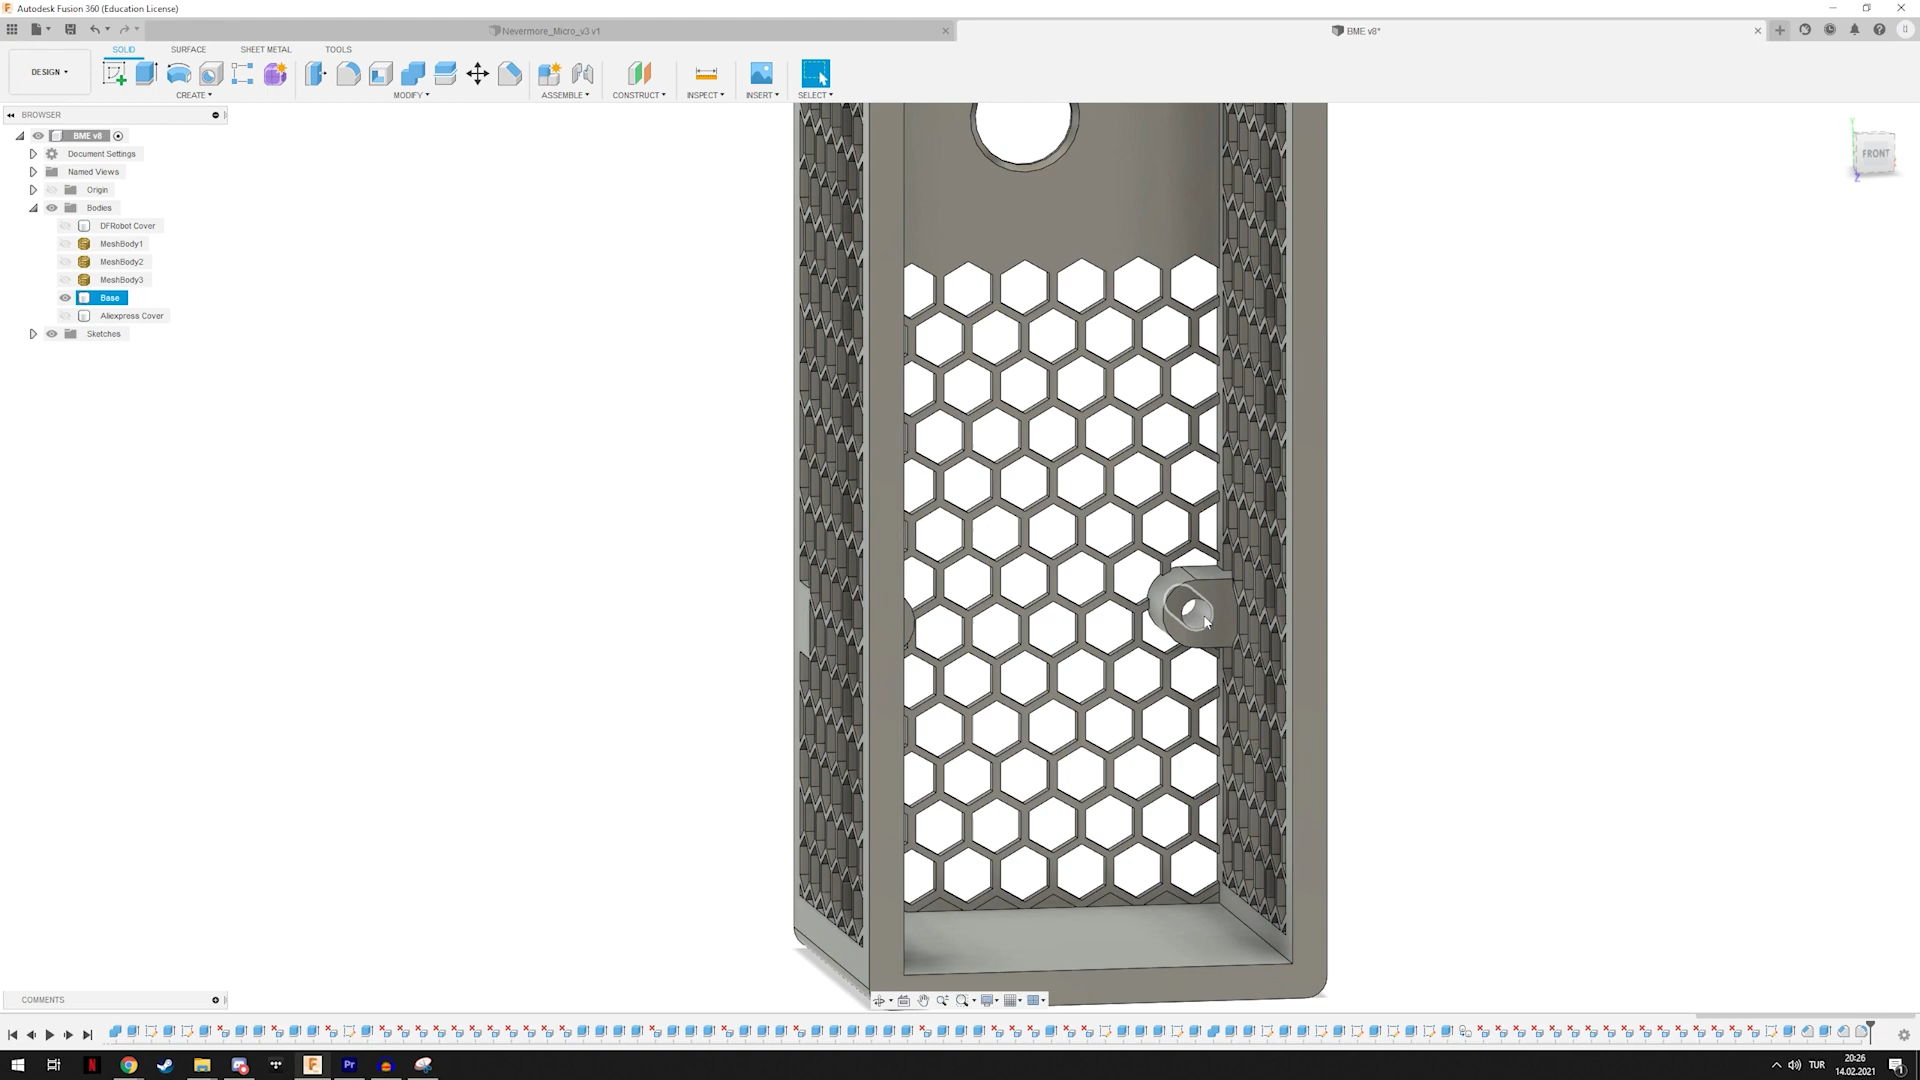 Autodesk Fusion 360 (Education License)
Nevermore_Micro_v3 v1
BME v8*
DESIGN
SOLID
SURFACE
SHEET METAL
TOOLS
CREATE
MODIFY
ASSEMBLE
CONSTRUCT
INSPECT
INSERT
SELECT
BROWSER
BME v8
Document Settings
Named Views
Origin
Bodies
DFRobot Cover
MeshBody1
MeshBody2
MeshBody3
Base
Aliexpress Cover
Sketches
FRONT
Y
Z
COMMENTS
TUR
20:26
14.02.2021
Pr